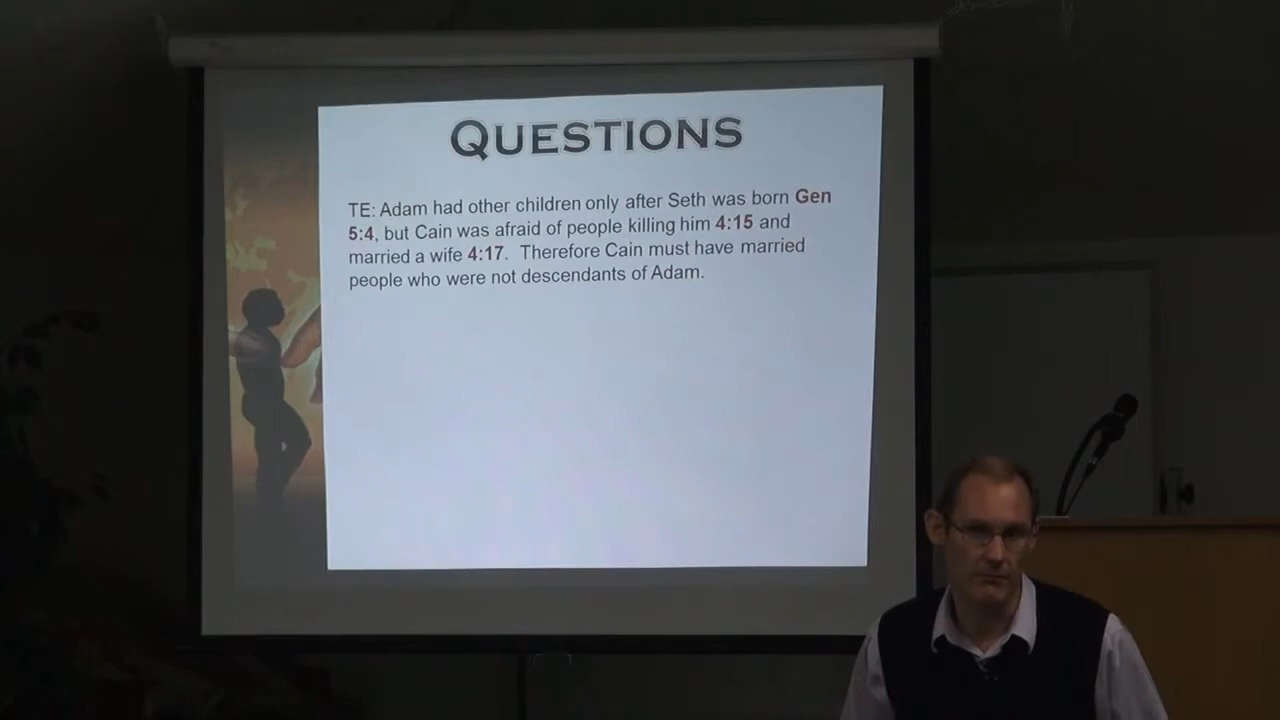 QUESTIONS
TE: Adam had other children only after Seth was born Gen
5:4, but Cain was afraid of people killing him 4:15 and
married a wife 4:17. Therefore Cain must have married
people who were not descendants of Adam.